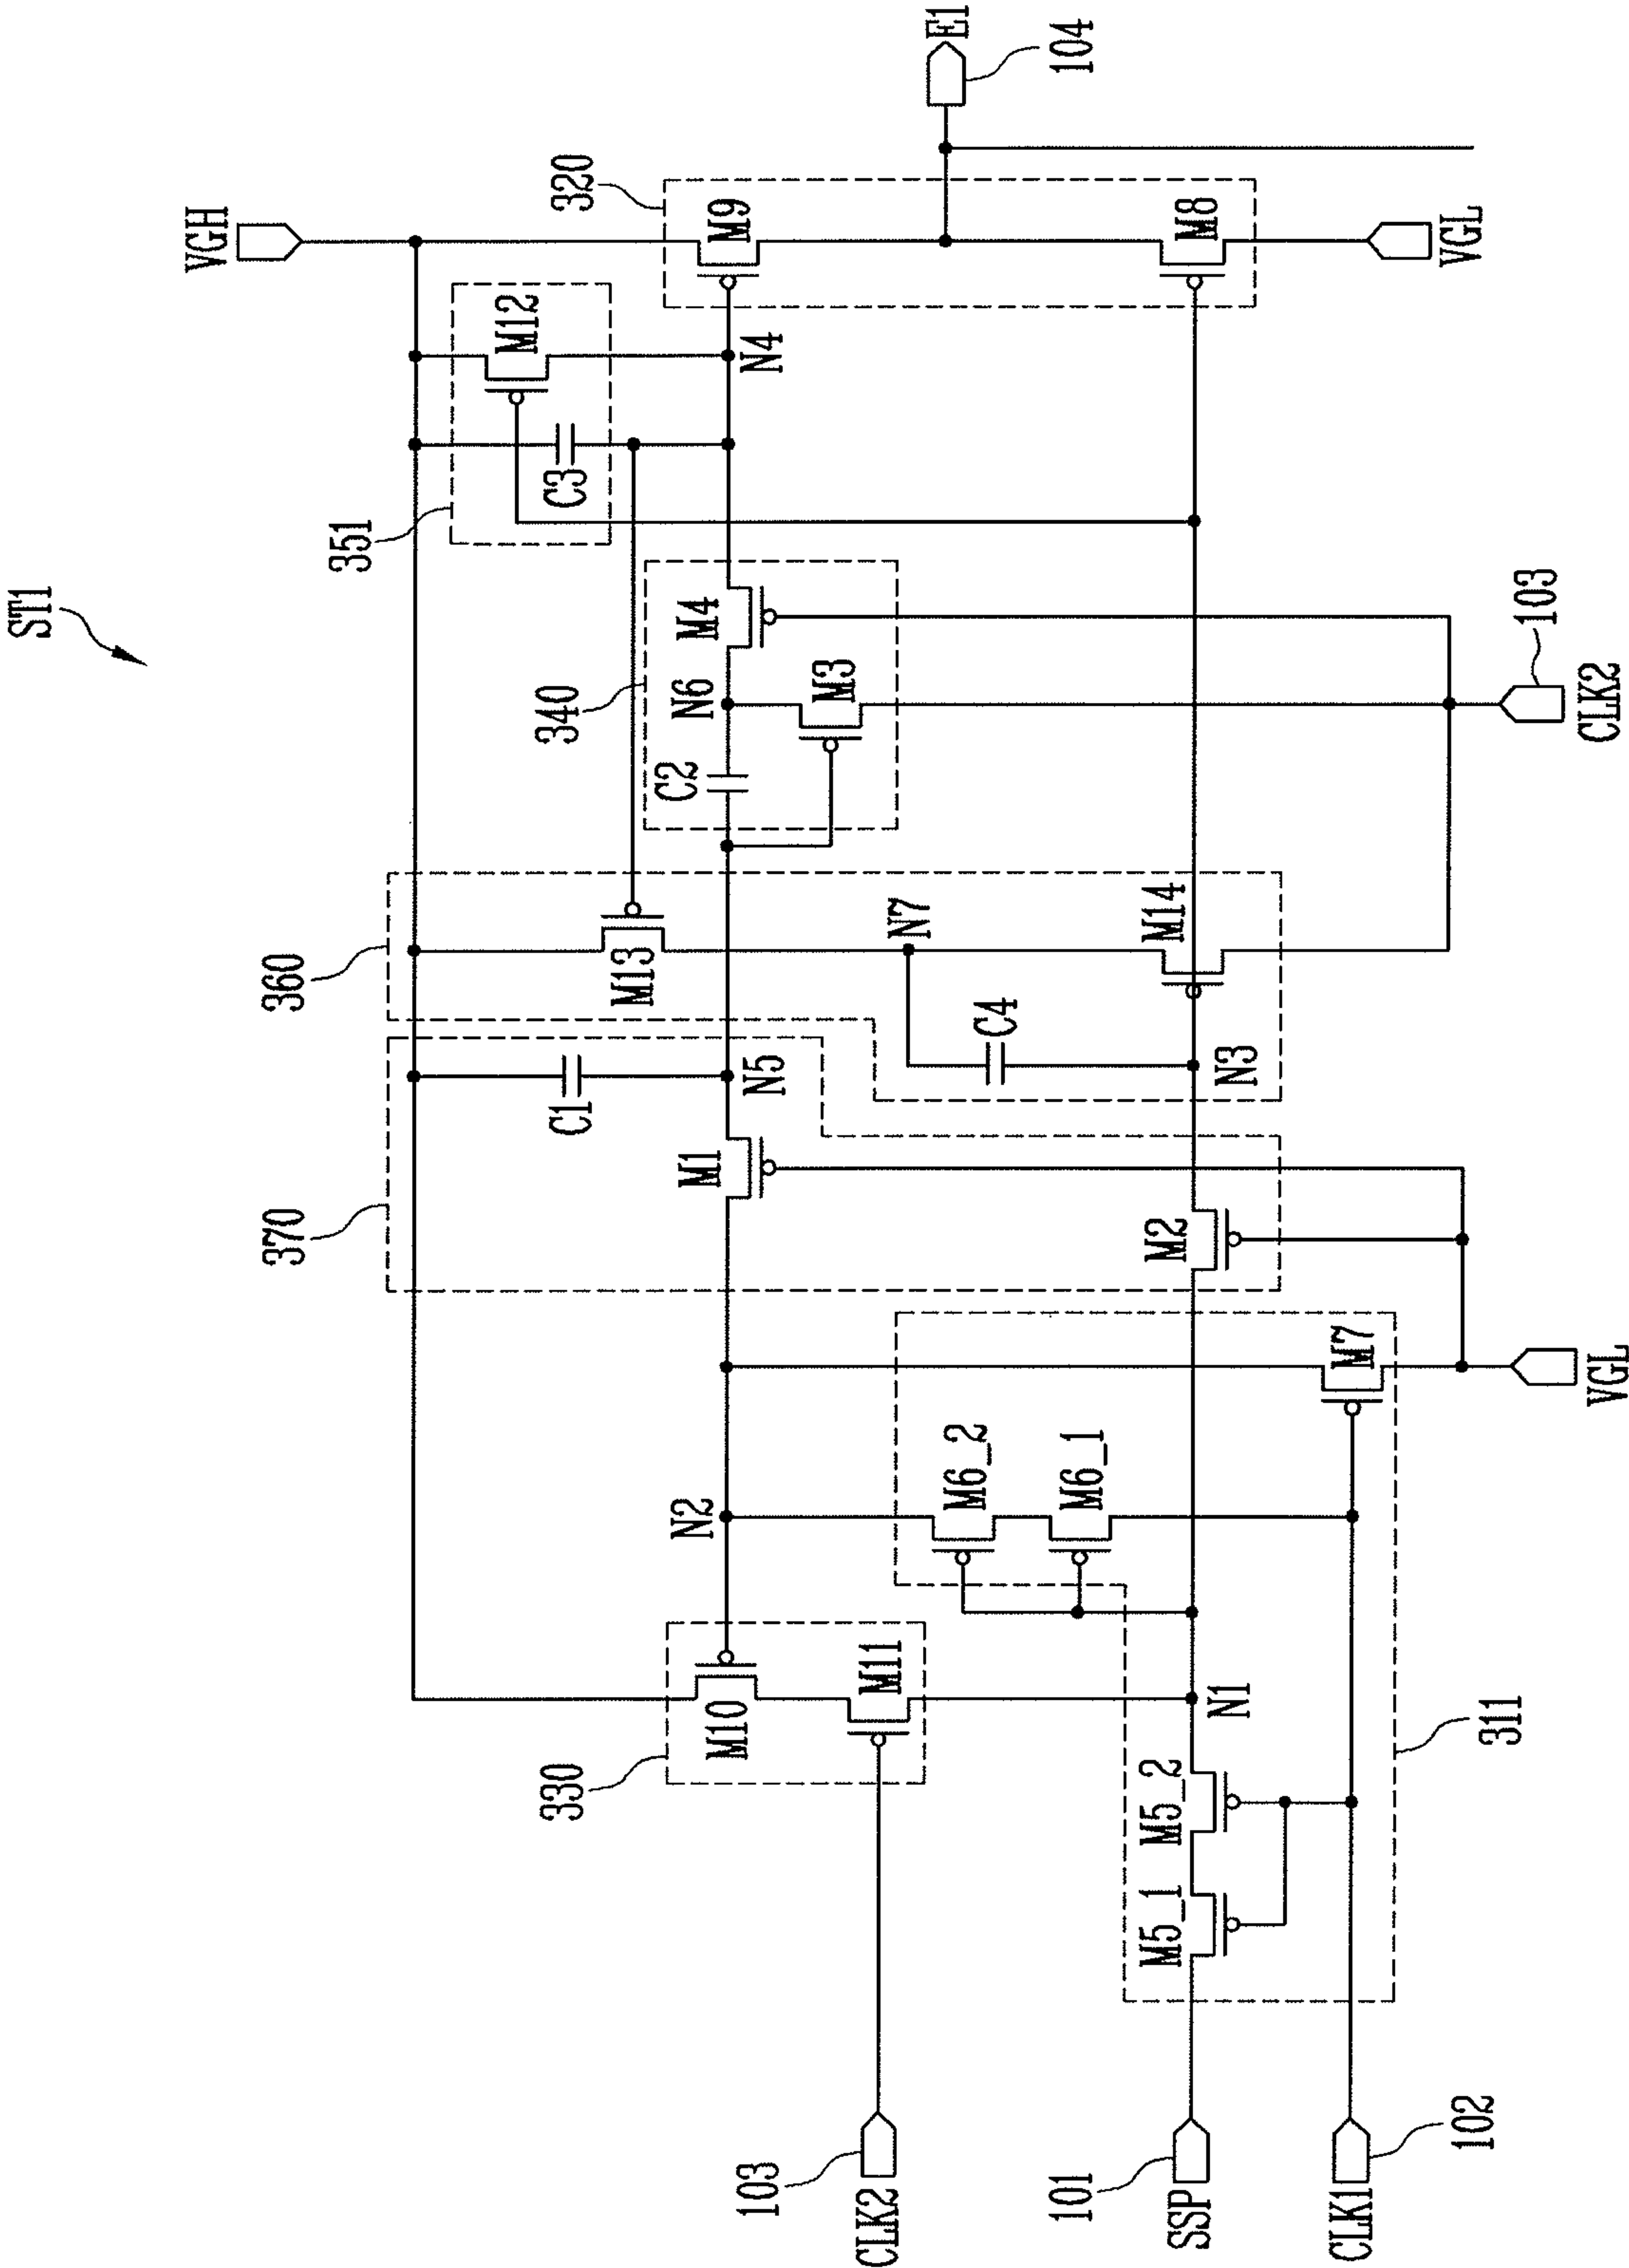 ST1
VGH
320
E1
104
M12
M9
351
C3
N4
M8
VGL
340
M4
N6
M3
C2
103
CLK2
360
M13
N7
M14
C4
N3
370
C1
N5
M1
M2
M7
VGL
N2
M6_2
M6_1
330
M10
M11
N1
311
M5_2
M5_1
103
CLK2
101
SSP
102
CLK1